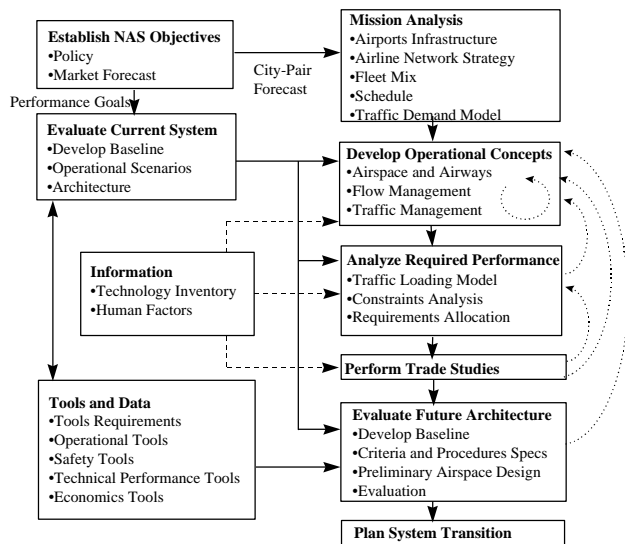 Establish NAS Objectives
•Policy
•Market Forecast
City-Pair
Forecast
Mission Analysis
•Airports Infrastructure
•Airline Network Strategy
•Fleet Mix
•Schedule
•Traffic Demand Model
Performance Goals
Evaluate Current System
•Develop Baseline
•Operational Scenarios
•Architecture
Develop Operational Concepts
•Airspace and Airways
•Flow Management
•Traffic Management
Information
•Technology Inventory
•Human Factors
Analyze Required Performance
•Traffic Loading Model
•Constraints Analysis
•Requirements Allocation
Perform Trade Studies
Tools and Data
•Tools Requirements
•Operational Tools
•Safety Tools
•Technical Performance Tools
•Economics Tools
Evaluate Future Architecture
•Develop Baseline
•Criteria and Procedures Specs
•Preliminary Airspace Design
•Evaluation
Plan System Transition